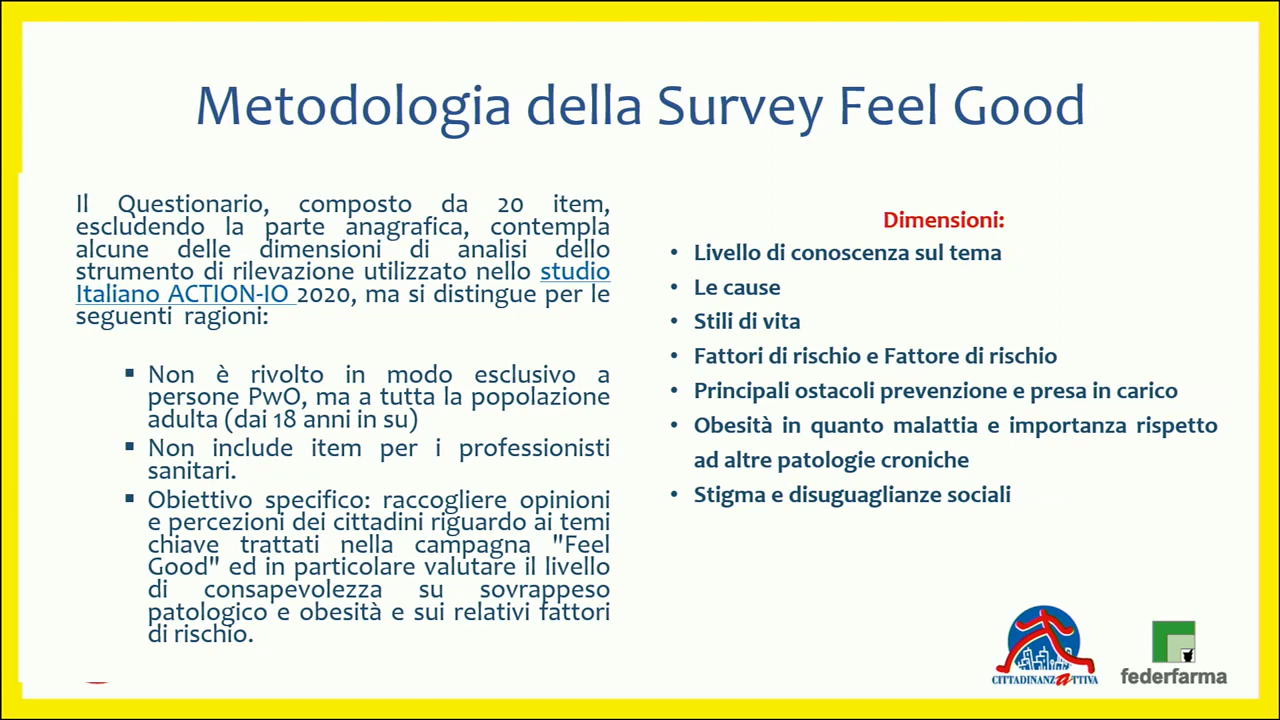 Metodologia della Survey Feel Good
Il Questionario, composto da 20 item,
escludendo la parte anagrafica, contempla
alcune delle dimensioni di analisi dello
strumento di rilevazione utilizzato nello studio
Italiano ACTION-IO 2020, ma si distingue per le
seguenti ragioni:
▪ Non è rivolto in modo esclusivo a
persone PwO, ma a tutta la popolazione
adulta (dai 18 anni in su)
▪ Non include item per i professionisti
sanitari.
▪ Obiettivo specifico: raccogliere opinioni
e percezioni dei cittadini riguardo ai temi
chiave trattati nella campagna "Feel
Good" ed in particolare valutare il livello
di consapevolezza su sovrappeso
patologico e obesità e sui relativi fattori
di rischio.
Dimensioni:
• Livello di conoscenza sul tema
• Le cause
• Stili di vita
• Fattori di rischio e Fattore di rischio
• Principali ostacoli prevenzione e presa in carico
• Obesità in quanto malattia e importanza rispetto
ad altre patologie croniche
• Stigma e disuguaglianze sociali
CITTADINANZATTIVA
federfarma